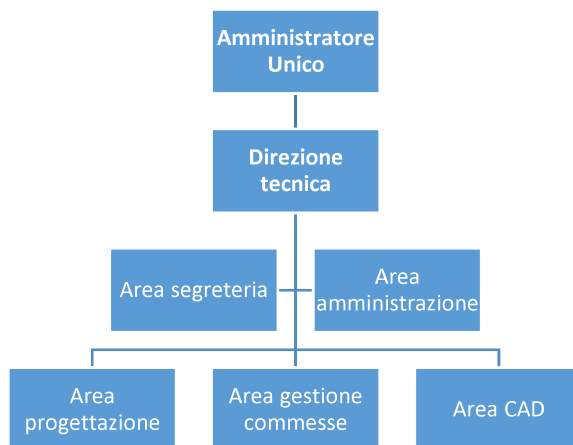 Amministratore
Unico
Direzione
tecnica
Area segreteria
Area
amministrazione
Area
progettazione
Area gestione
commesse
Area CAD